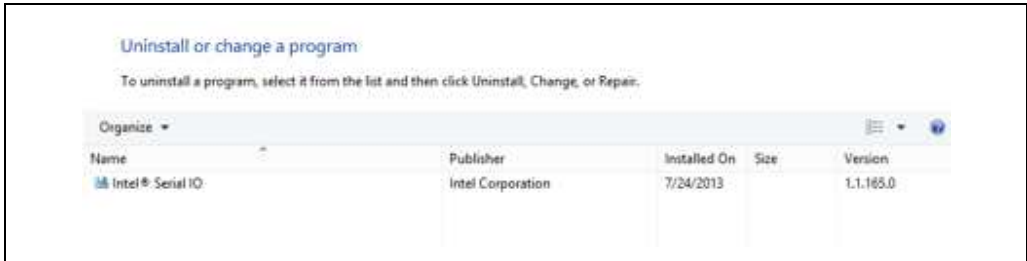 Uninstall or change a program
To uninstall a program, select it from the list and then click Uninstall, Change, or Repair.
Organize
Name Publisher Installed On Size Version
Intel® Serial IO Intel Corporation 7/24/2013 1.1.165.0